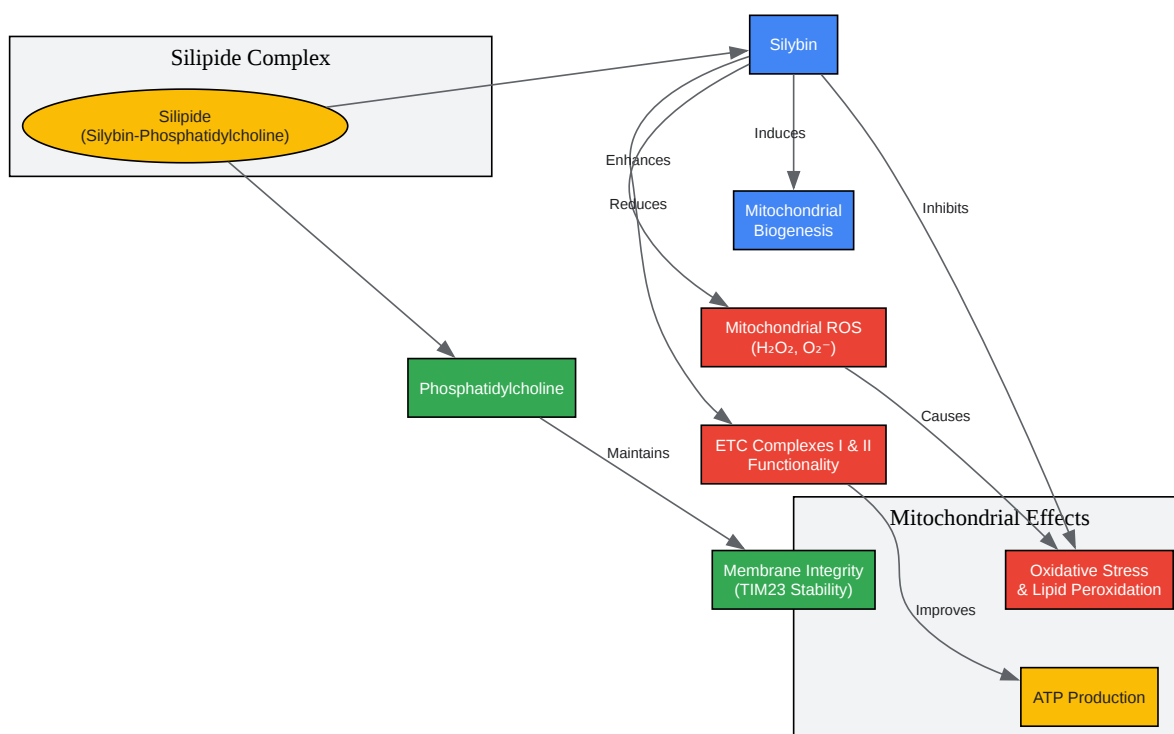 Silybin
Silipide Complex
Silipide
(Silybin-Phosphatidylcholine)
Induces
Enhances
Reduces
Inhibits
Mitochondrial
Biogenesis
Mitochondrial ROS
(H₂O₂, O₂⁻)
Phosphatidylcholine
Causes
ETC Complexes I & II
Functionality
Maintains
Mitochondrial Effects
Membrane Integrity
(TIM23 Stability)
Oxidative Stress
& Lipid Peroxidation
Improves
ATP Production